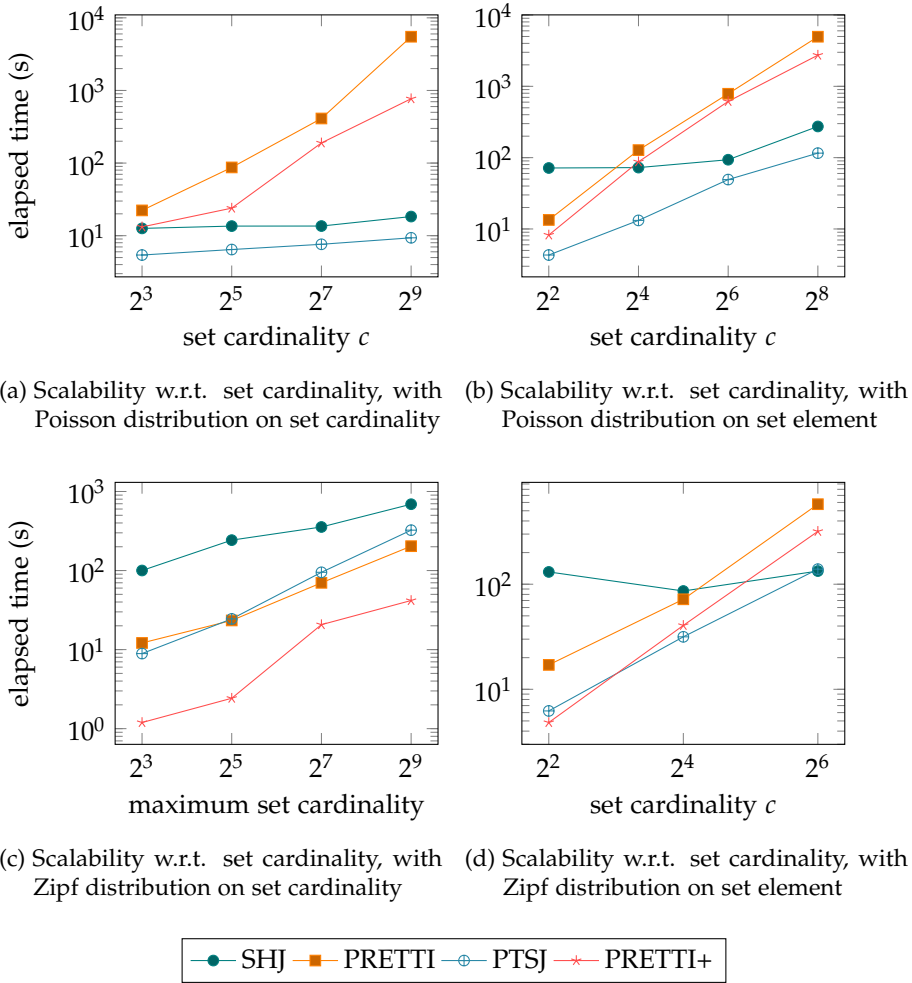 10^4
10^3
10^2
10^1
elapsed time (s)
2^3 2^5 2^7 2^9
set cardinality c
10^4
10^3
10^2
10^1
2^2 2^4 2^6 2^8
set cardinality c
(a) Scalability w.r.t. set cardinality, with
Poisson distribution on set cardinality
(b) Scalability w.r.t. set cardinality, with
Poisson distribution on set element
10^3
10^2
10^1
10^0
elapsed time (s)
2^3 2^5 2^7 2^9
maximum set cardinality
10^2
10^1
2^2 2^4 2^6
set cardinality c
(c) Scalability w.r.t. set cardinality, with
Zipf distribution on set cardinality
(d) Scalability w.r.t. set cardinality, with
Zipf distribution on set element
SHJ PRETTI PTSJ PRETTI+